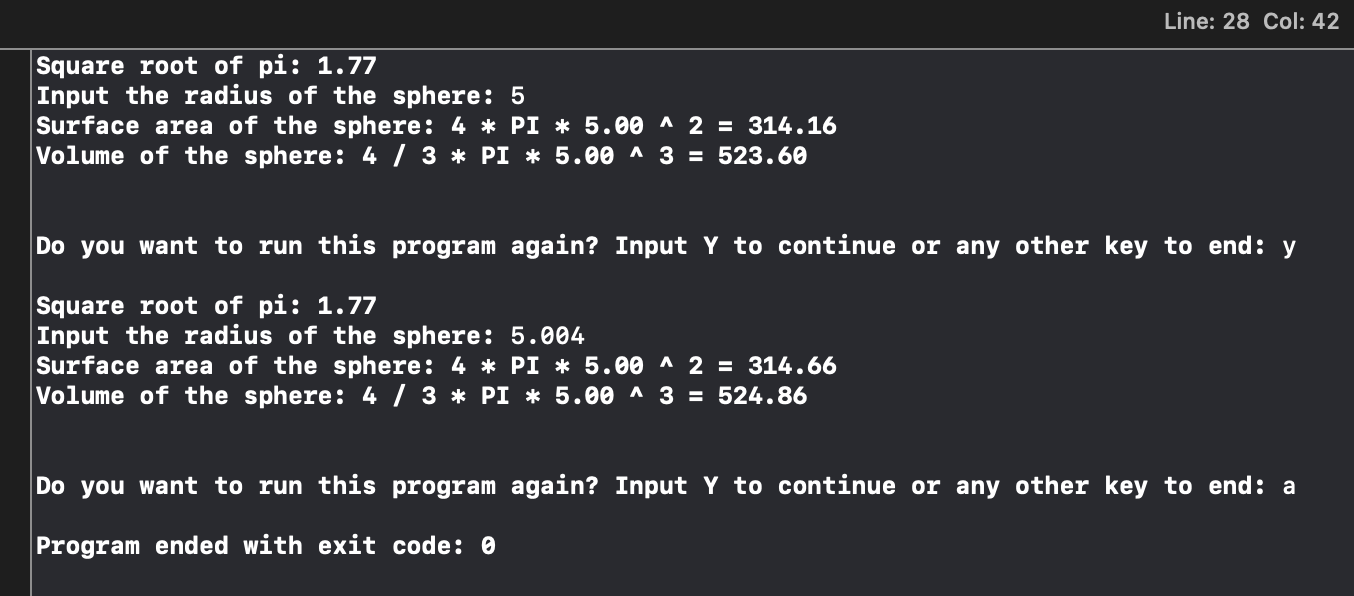 Line: 28 Col: 42
Square root of pi: 1.77
Input the radius of the sphere: 5
Surface area of the sphere: 4 * PI * 5.00 ^ 2 = 314.16
Volume of the sphere: 4 / 3 * PI * 5.00 ^ 3 = 523.60
Do you want to run this program again? Input Y to continue or any other key to end: y
Square root of pi: 1.77
Input the radius of the sphere: 5.004
Surface area of the sphere: 4 * PI * 5.00 ^ 2 = 314.66
Volume of the sphere: 4 / 3 * PI * 5.00 ^ 3 = 524.86
Do you want to run this program again? Input Y to continue or any other key to end: a
Program ended with exit code: 0